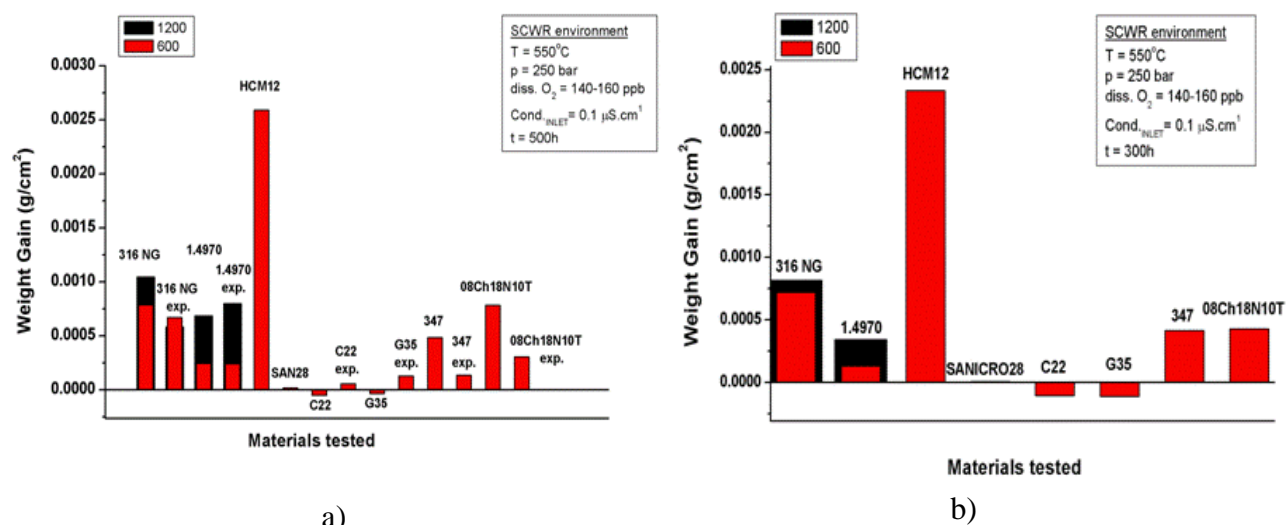 1200
600
SCWR environment
T = 550°C
p = 250 bar
diss. O2 = 140-160 ppb
Cond.INLET= 0.1 µS.cm1
t = 500h
Weight Gain (g/cm2)
0.0030
0.0025
0.0020
0.0015
0.0010
0.0005
0.0000
316 NG
316 NG
exp.
1.4970
1.4970
exp.
HCM12
SAN28
C22
C22
exp.
G35
G35
exp.
347
347
exp.
08Ch18N10T
08Ch18N10T
exp.
Materials tested
a)
1200
600
SCWR environment
T = 550°C
p = 250 bar
diss. O2 = 140-160 ppb
Cond.INLET= 0.1 µS.cm1
t = 300h
Weight Gain (g/cm2)
0.0025
0.0020
0.0015
0.0010
0.0005
0.0000
316 NG
1.4970
HCM12
SANICRO28
C22
G35
347
08Ch18N10T
Materials tested
b)